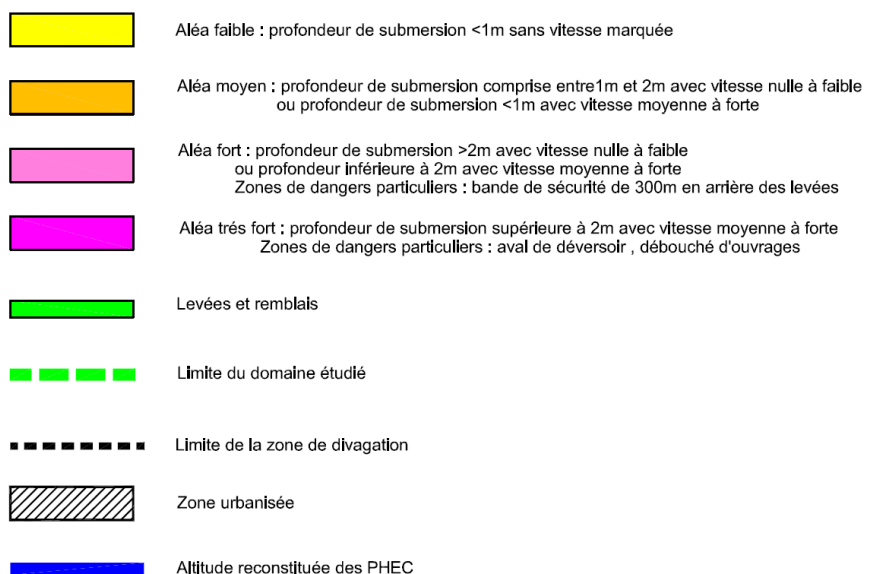 Aléa faible : profondeur de submersion <1m sans vitesse marquée
Aléa moyen : profondeur de submersion comprise entre1m et 2m avec vitesse nulle à faible
ou profondeur de submersion <1m avec vitesse moyenne à forte
Aléa fort : profondeur de submersion >2m avec vitesse nulle à faible
ou profondeur inférieure à 2m avec vitesse moyenne à forte
Zones de dangers particuliers : bande de sécurité de 300m en arrière des levées
Aléa trés fort : profondeur de submersion supérieure à 2m avec vitesse moyenne à forte
Zones de dangers particuliers : aval de déversoir , débouché d'ouvrages
Levées et remblais
Limite du domaine étudié
Limite de la zone de divagation
Zone urbanisée
Altitude reconstituée des PHEC